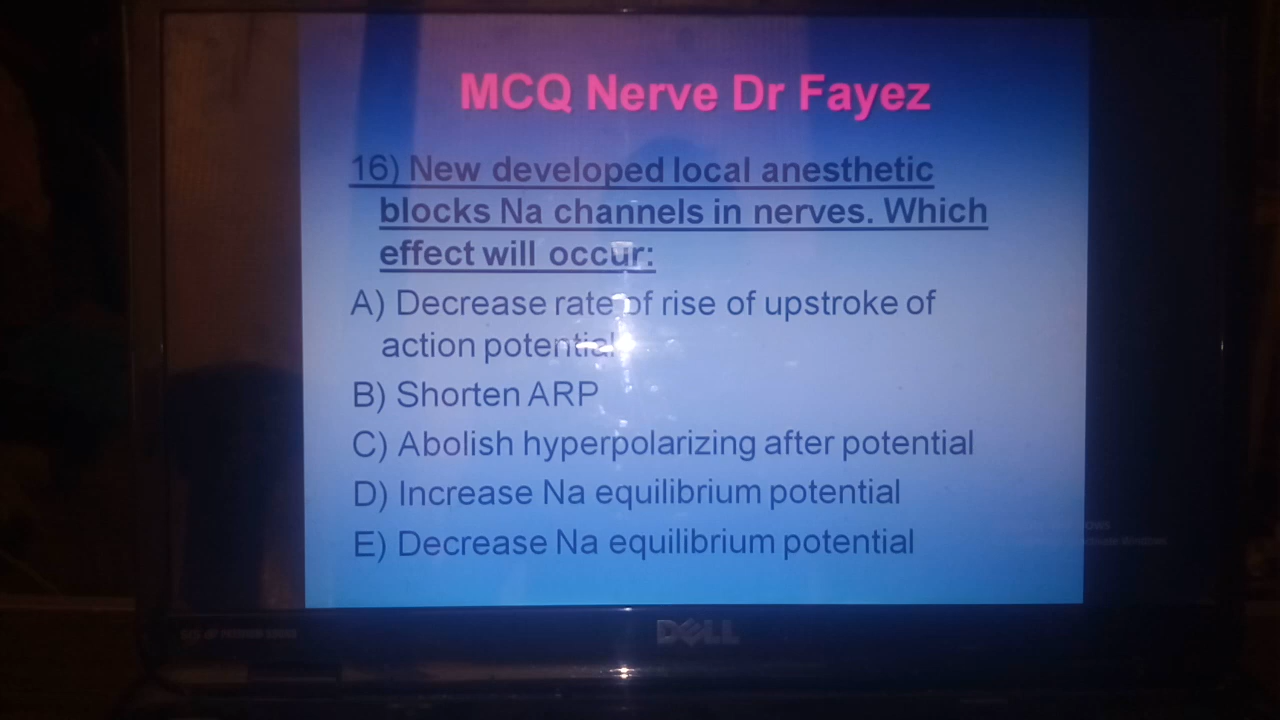 MCQ Nerve Dr Fayez
16) New developed local anesthetic
blocks Na channels in nerves. Which
effect will occur:
A) Decrease rate of rise of upstroke of
action potential
B) Shorten ARP
C) Abolish hyperpolarizing after potential
D) Increase Na equilibrium potential
E) Decrease Na equilibrium potential
DELL